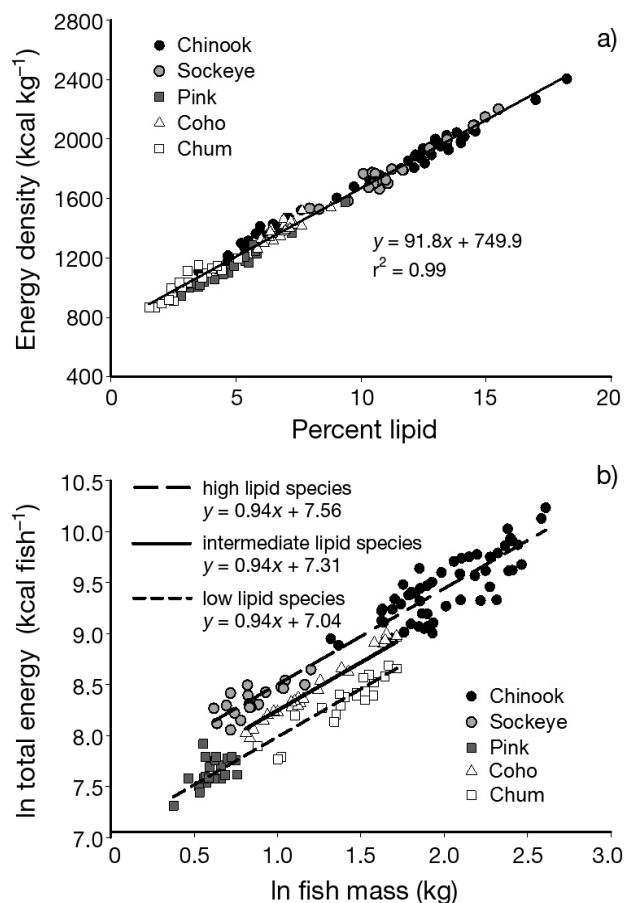 a)
Energy density (kcal kg⁻¹)
2800
2400
2000
1600
1200
800
400
Chinook
Sockeye
Pink
Coho
Chum
y = 91.8x + 749.9
r² = 0.99
0 5 10 15 20
Percent lipid
b)
ln total energy (kcal fish⁻¹)
10.5
10.0
9.5
9.0
8.5
8.0
7.5
7.0
high lipid species
y = 0.94x + 7.56
intermediate lipid species
y = 0.94x + 7.31
low lipid species
y = 0.94x + 7.04
Chinook
Sockeye
Pink
Coho
Chum
0 0.5 1.0 1.5 2.0 2.5 3.0
ln fish mass (kg)